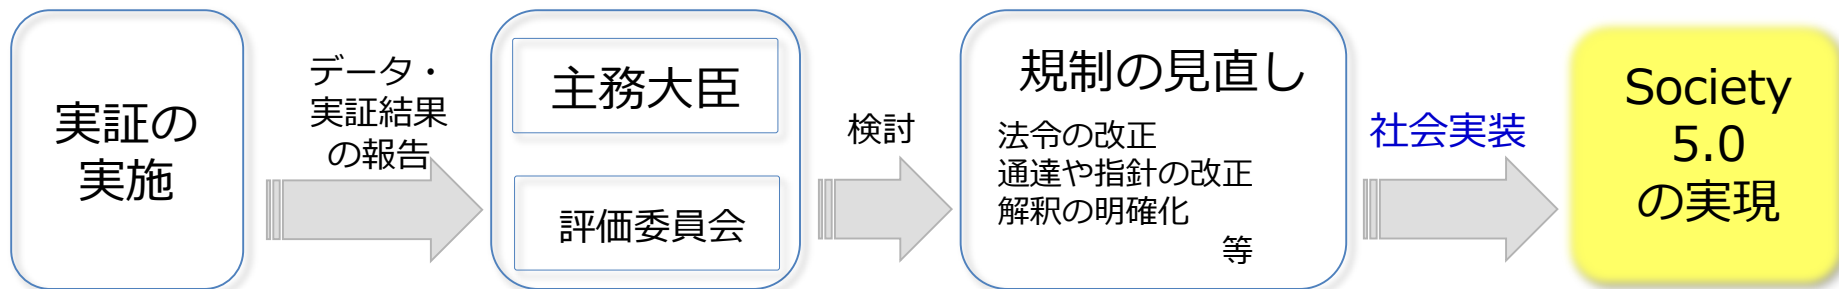 実証の
実施
データ・
実証結果
の報告
主務大臣
評価委員会
検討
規制の見直し
法令の改正
通達や指針の改正
解釈の明確化
等
社会実装
Society
5.0
の実現